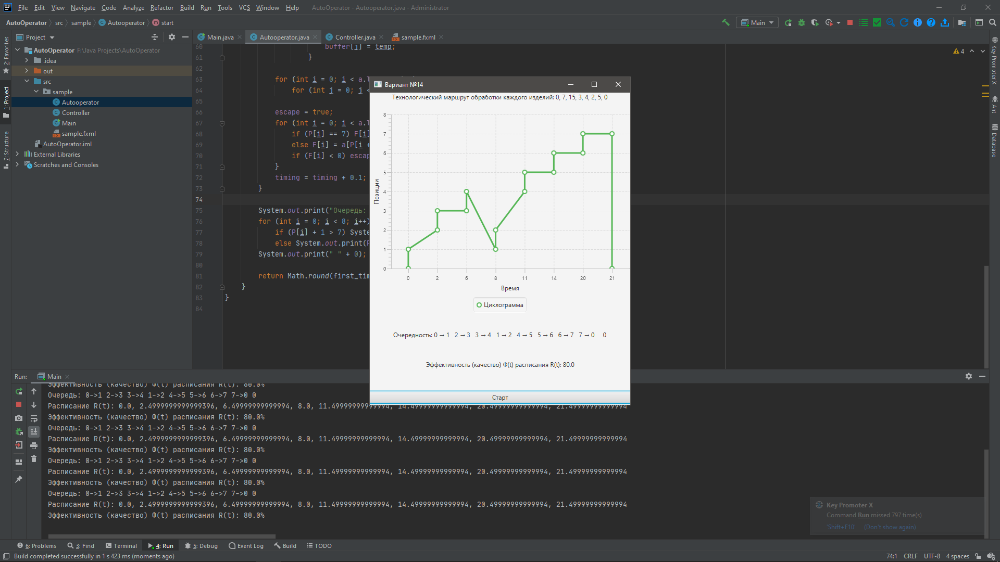 File Edit View Navigate Code Analyze Refactor Build Run Tools VCS Window Help AutoOperator - Autooperator.java - Administrator
AutoOperator src sample Autooperator start
Main
Project
Main.java Autooperator.java Controller.java sample.fxml
AutoOperator F:\Java Projects\AutoOperator
.idea
out
src
sample
Autooperator
Controller
Main
sample.fxml
AutoOperator.iml
External Libraries
Scratches and Consoles
2: Favorites
1: Project
7: Structure
Key Promoter X
Ant
Database
4
60 buffer[j] = temp;
61 }
62
63 for (int i = 0; i < a.l
64 for (int j = 0; j <
65
66 escape = true;
67 for (int i = 0; i < a.l
68 if (P[i] == 7) F[i]
69 else F[i] = a[P[i +
70 if (F[i] < 0) escap
71 }
72 timing = timing + 0.1;
73 }
74
75 System.out.print("Очередь:
76 for (int i = 0; i < 8; i++)
77 if (P[i] + 1 > 7) Syste
78 else System.out.print(P
79 System.out.print(" " + 0);
80
81 return Math.round(first_tim
82 }
83 }
84
Вариант №14
Технологический маршрут обработки каждого изделий: 0, 7, 15, 3, 4, 2, 5, 0
8
7
6
5
4
3
2
1
0
Позиции
0 2 6 8 11 14 20 21
Время
Циклограмма
Очередность: 0 → 1 2 → 3 3 → 4 1 → 2 4 → 5 5 → 6 6 → 7 7 → 0 0
Эффективность (качество) Φ(t) расписания R(t): 80.0
Старт
Run: Main
Эффективность (качество) Φ(t) расписания R(t): 80.0%
Очередь: 0->1 2->3 3->4 1->2 4->5 5->6 6->7 7->0 0
Расписание R(t): 0.0, 2.4999999999999396, 6.49999999999994, 8.0, 11.49999999999994, 14.49999999999994, 20.49999999999994, 21.49999999999994
Эффективность (качество) Φ(t) расписания R(t): 80.0%
Очередь: 0->1 2->3 3->4 1->2 4->5 5->6 6->7 7->0 0
Расписание R(t): 0.0, 2.4999999999999396, 6.49999999999994, 8.0, 11.49999999999994, 14.49999999999994, 20.49999999999994, 21.49999999999994
Эффективность (качество) Φ(t) расписания R(t): 80.0%
Очередь: 0->1 2->3 3->4 1->2 4->5 5->6 6->7 7->0 0
Расписание R(t): 0.0, 2.4999999999999396, 6.49999999999994, 8.0, 11.49999999999994, 14.49999999999994, 20.49999999999994, 21.49999999999994
Эффективность (качество) Φ(t) расписания R(t): 80.0%
Очередь: 0->1 2->3 3->4 1->2 4->5 5->6 6->7 7->0 0
Расписание R(t): 0.0, 2.4999999999999396, 6.49999999999994, 8.0, 11.49999999999994, 14.49999999999994, 20.49999999999994, 21.49999999999994
Эффективность (качество) Φ(t) расписания R(t): 80.0%
Key Promoter X
Command Run missed 797 time(s)
'Shift+F10' (Don't show again)
6: Problems 3: Find Terminal 4: Run 5: Debug Event Log Build TODO
Build completed successfully in 1 s 423 ms (moments ago) 74:1 CRLF UTF-8 4 spaces